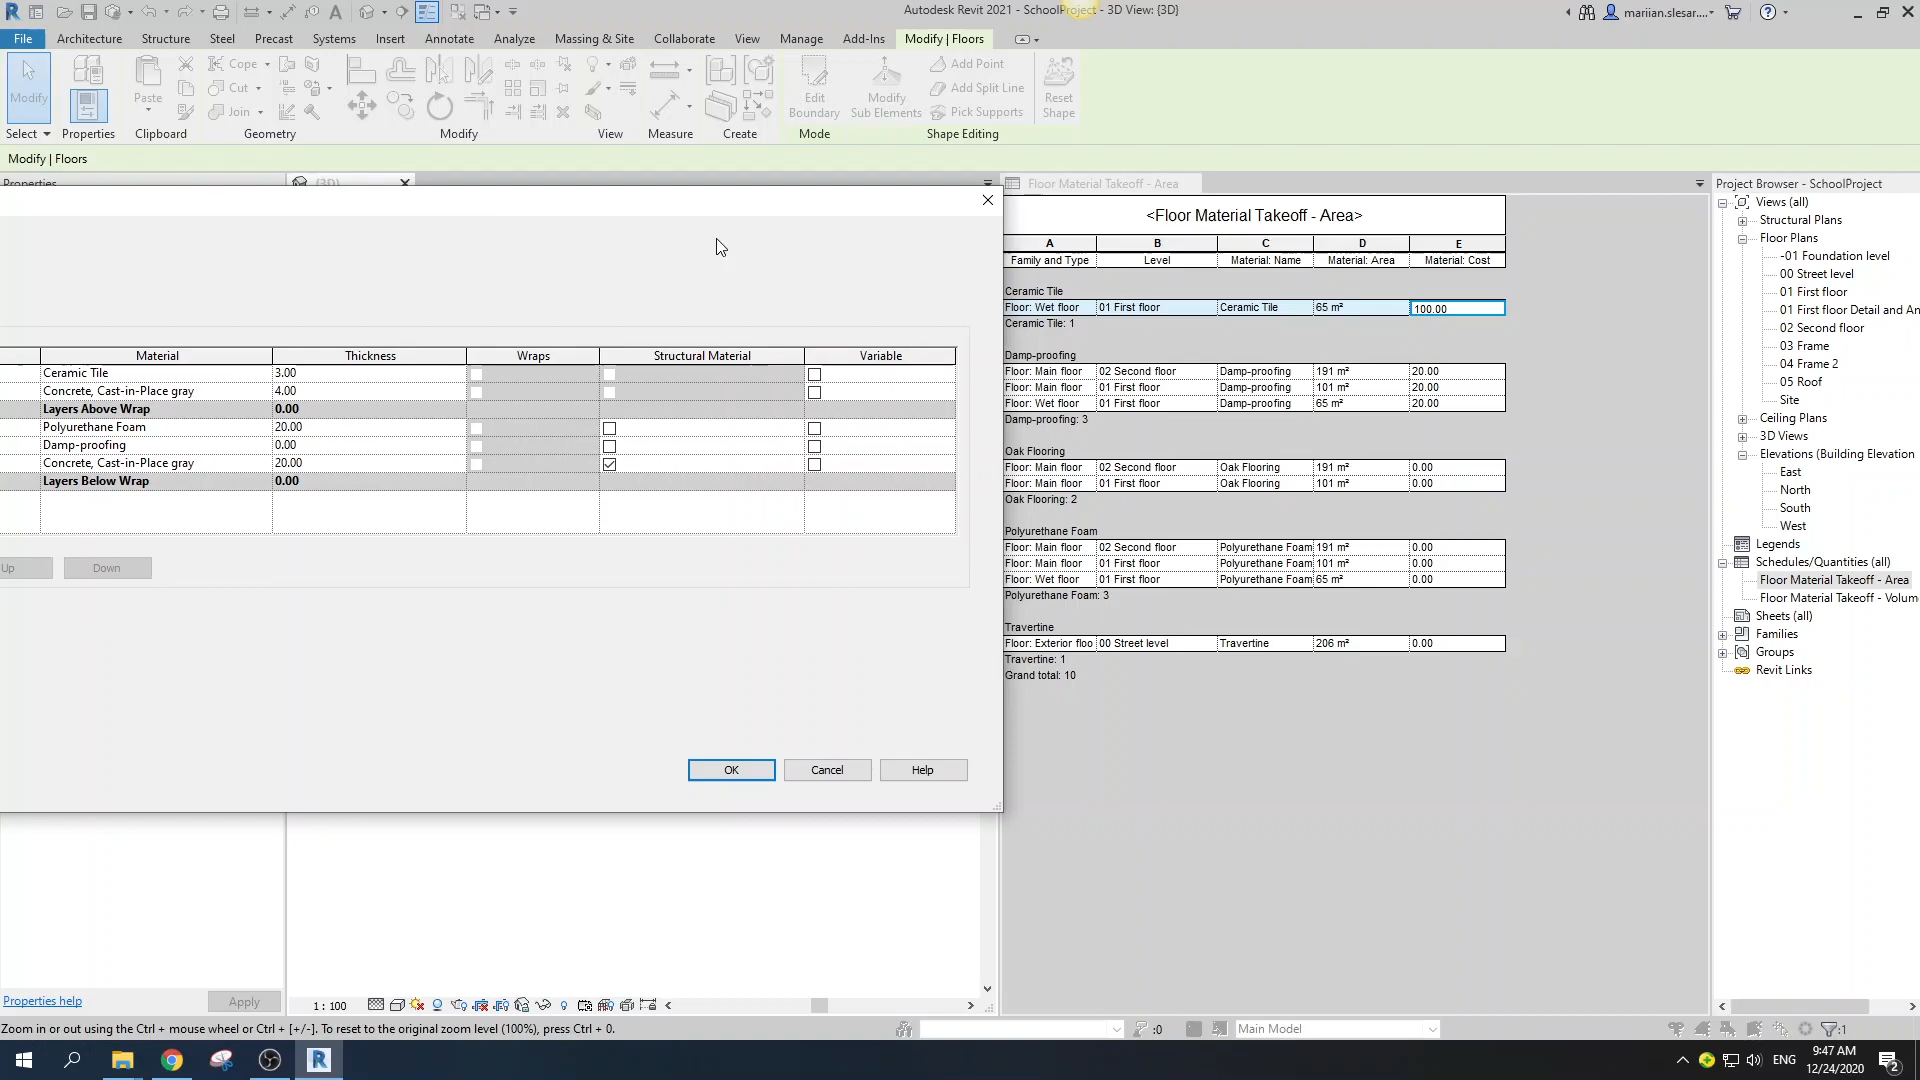 Autodesk Revit 2021 - SchoolProject - 3D View: {3D}
mariian.slesar...
File Architecture Structure Steel Precast Systems Insert Annotate Analyze Massing & Site Collaborate View Manage Add-Ins Modify | Floors
Modify
Paste
Cope
Cut
Join
Edit
Boundary
Modify
Sub Elements
Add Point
Add Split Line
Pick Supports
Reset
Shape
Select Properties Clipboard Geometry Modify View Measure Create Mode Shape Editing
Modify | Floors
Properties
{3D}
Floor Material Takeoff - Area
Material Thickness Wraps Structural Material Variable
Ceramic Tile 3.00
Concrete, Cast-in-Place gray 4.00
Layers Above Wrap 0.00
Polyurethane Foam 20.00
Damp-proofing 0.00
Concrete, Cast-in-Place gray 20.00
Layers Below Wrap 0.00
Up Down
OK Cancel Help
<Floor Material Takeoff - Area>
A B C D E
Family and Type Level Material: Name Material: Area Material: Cost
Ceramic Tile
Floor: Wet floor 01 First floor Ceramic Tile 65 m² 100.00
Ceramic Tile: 1
Damp-proofing
Floor: Main floor 02 Second floor Damp-proofing 191 m² 20.00
Floor: Main floor 01 First floor Damp-proofing 101 m² 20.00
Floor: Wet floor 01 First floor Damp-proofing 65 m² 20.00
Damp-proofing: 3
Oak Flooring
Floor: Main floor 02 Second floor Oak Flooring 191 m² 0.00
Floor: Main floor 01 First floor Oak Flooring 101 m² 0.00
Oak Flooring: 2
Polyurethane Foam
Floor: Main floor 02 Second floor Polyurethane Foam 191 m² 0.00
Floor: Main floor 01 First floor Polyurethane Foam 101 m² 0.00
Floor: Wet floor 01 First floor Polyurethane Foam 65 m² 0.00
Polyurethane Foam: 3
Travertine
Floor: Exterior floo 00 Street level Travertine 206 m² 0.00
Travertine: 1
Grand total: 10
Project Browser - SchoolProject
Views (all)
Structural Plans
Floor Plans
-01 Foundation level
00 Street level
01 First floor
01 First floor Detail and An
02 Second floor
03 Frame
04 Frame 2
05 Roof
Site
Ceiling Plans
3D Views
Elevations (Building Elevation
East
North
South
West
Legends
Schedules/Quantities (all)
Floor Material Takeoff - Area
Floor Material Takeoff - Volum
Sheets (all)
Families
Groups
Revit Links
Properties help Apply
1 : 100
Zoom in or out using the Ctrl + mouse wheel or Ctrl + [+/-]. To reset to the original zoom level (100%), press Ctrl + 0.
:0
Main Model
:1
ENG
9:47 AM
12/24/2020
2